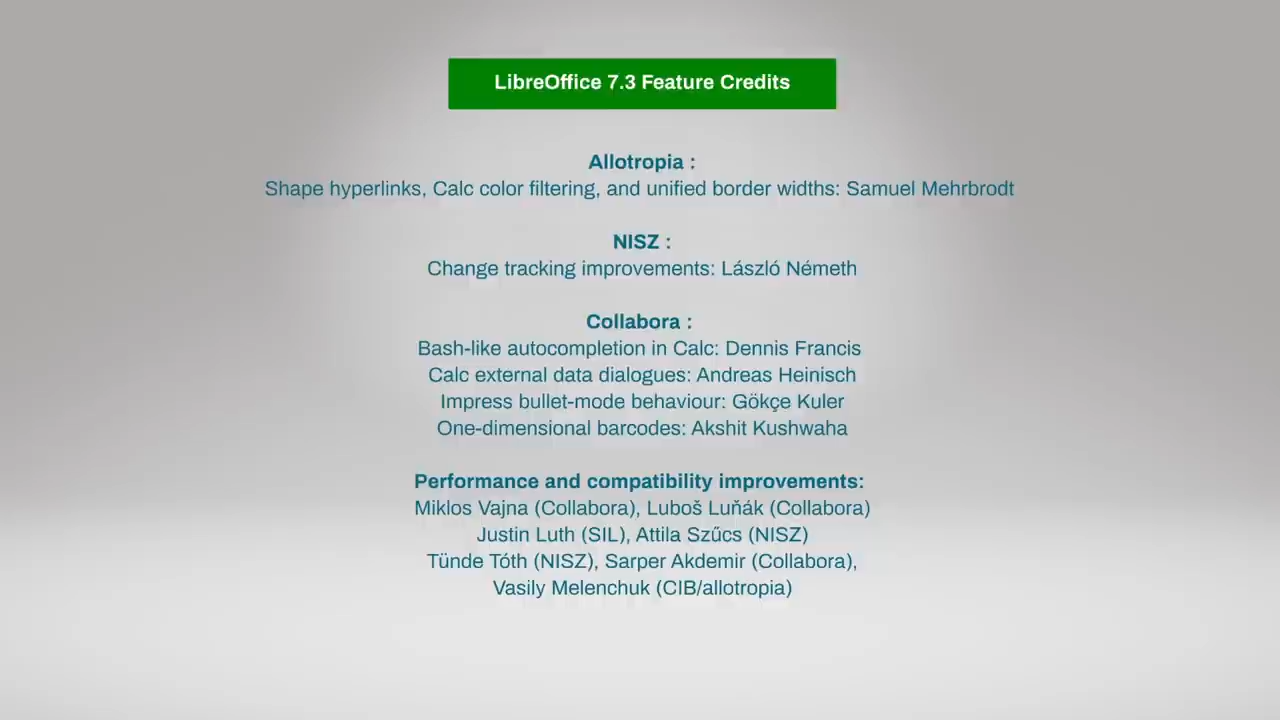 LibreOffice 7.3 Feature Credits
Allotropia :
Shape hyperlinks, Calc color filtering, and unified border widths: Samuel Mehrbrodt
NISZ :
Change tracking improvements: László Németh
Collabora :
Bash-like autocompletion in Calc: Dennis Francis
Calc external data dialogues: Andreas Heinisch
Impress bullet-mode behaviour: Gökçe Kuler
One-dimensional barcodes: Akshit Kushwaha
Performance and compatibility improvements:
Miklos Vajna (Collabora), Luboš Luňák (Collabora)
Justin Luth (SIL), Attila Szűcs (NISZ)
Tünde Tóth (NISZ), Sarper Akdemir (Collabora),
Vasily Melenchuk (CIB/allotropia)